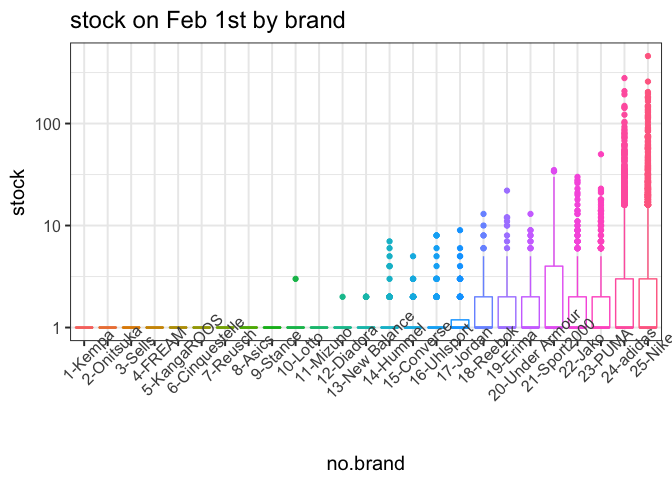 stock on Feb 1st by brand
stock
100
10
1
1-Kempa
2-Onitsuka
3-Sells
4-FREAM
5-KangaROOS
6-Cinquestelle
7-Reusch
8-Asics
9-Stance
10-Lotto
11-Mizuno
12-Diadora
13-New Balance
14-Hummel
15-Converse
16-Uhlsport
17-Jordan
18-Reebok
19-Erima
20-Under Armour
21-Sport2000
22-Jako
23-PUMA
24-adidas
25-Nike
no.brand